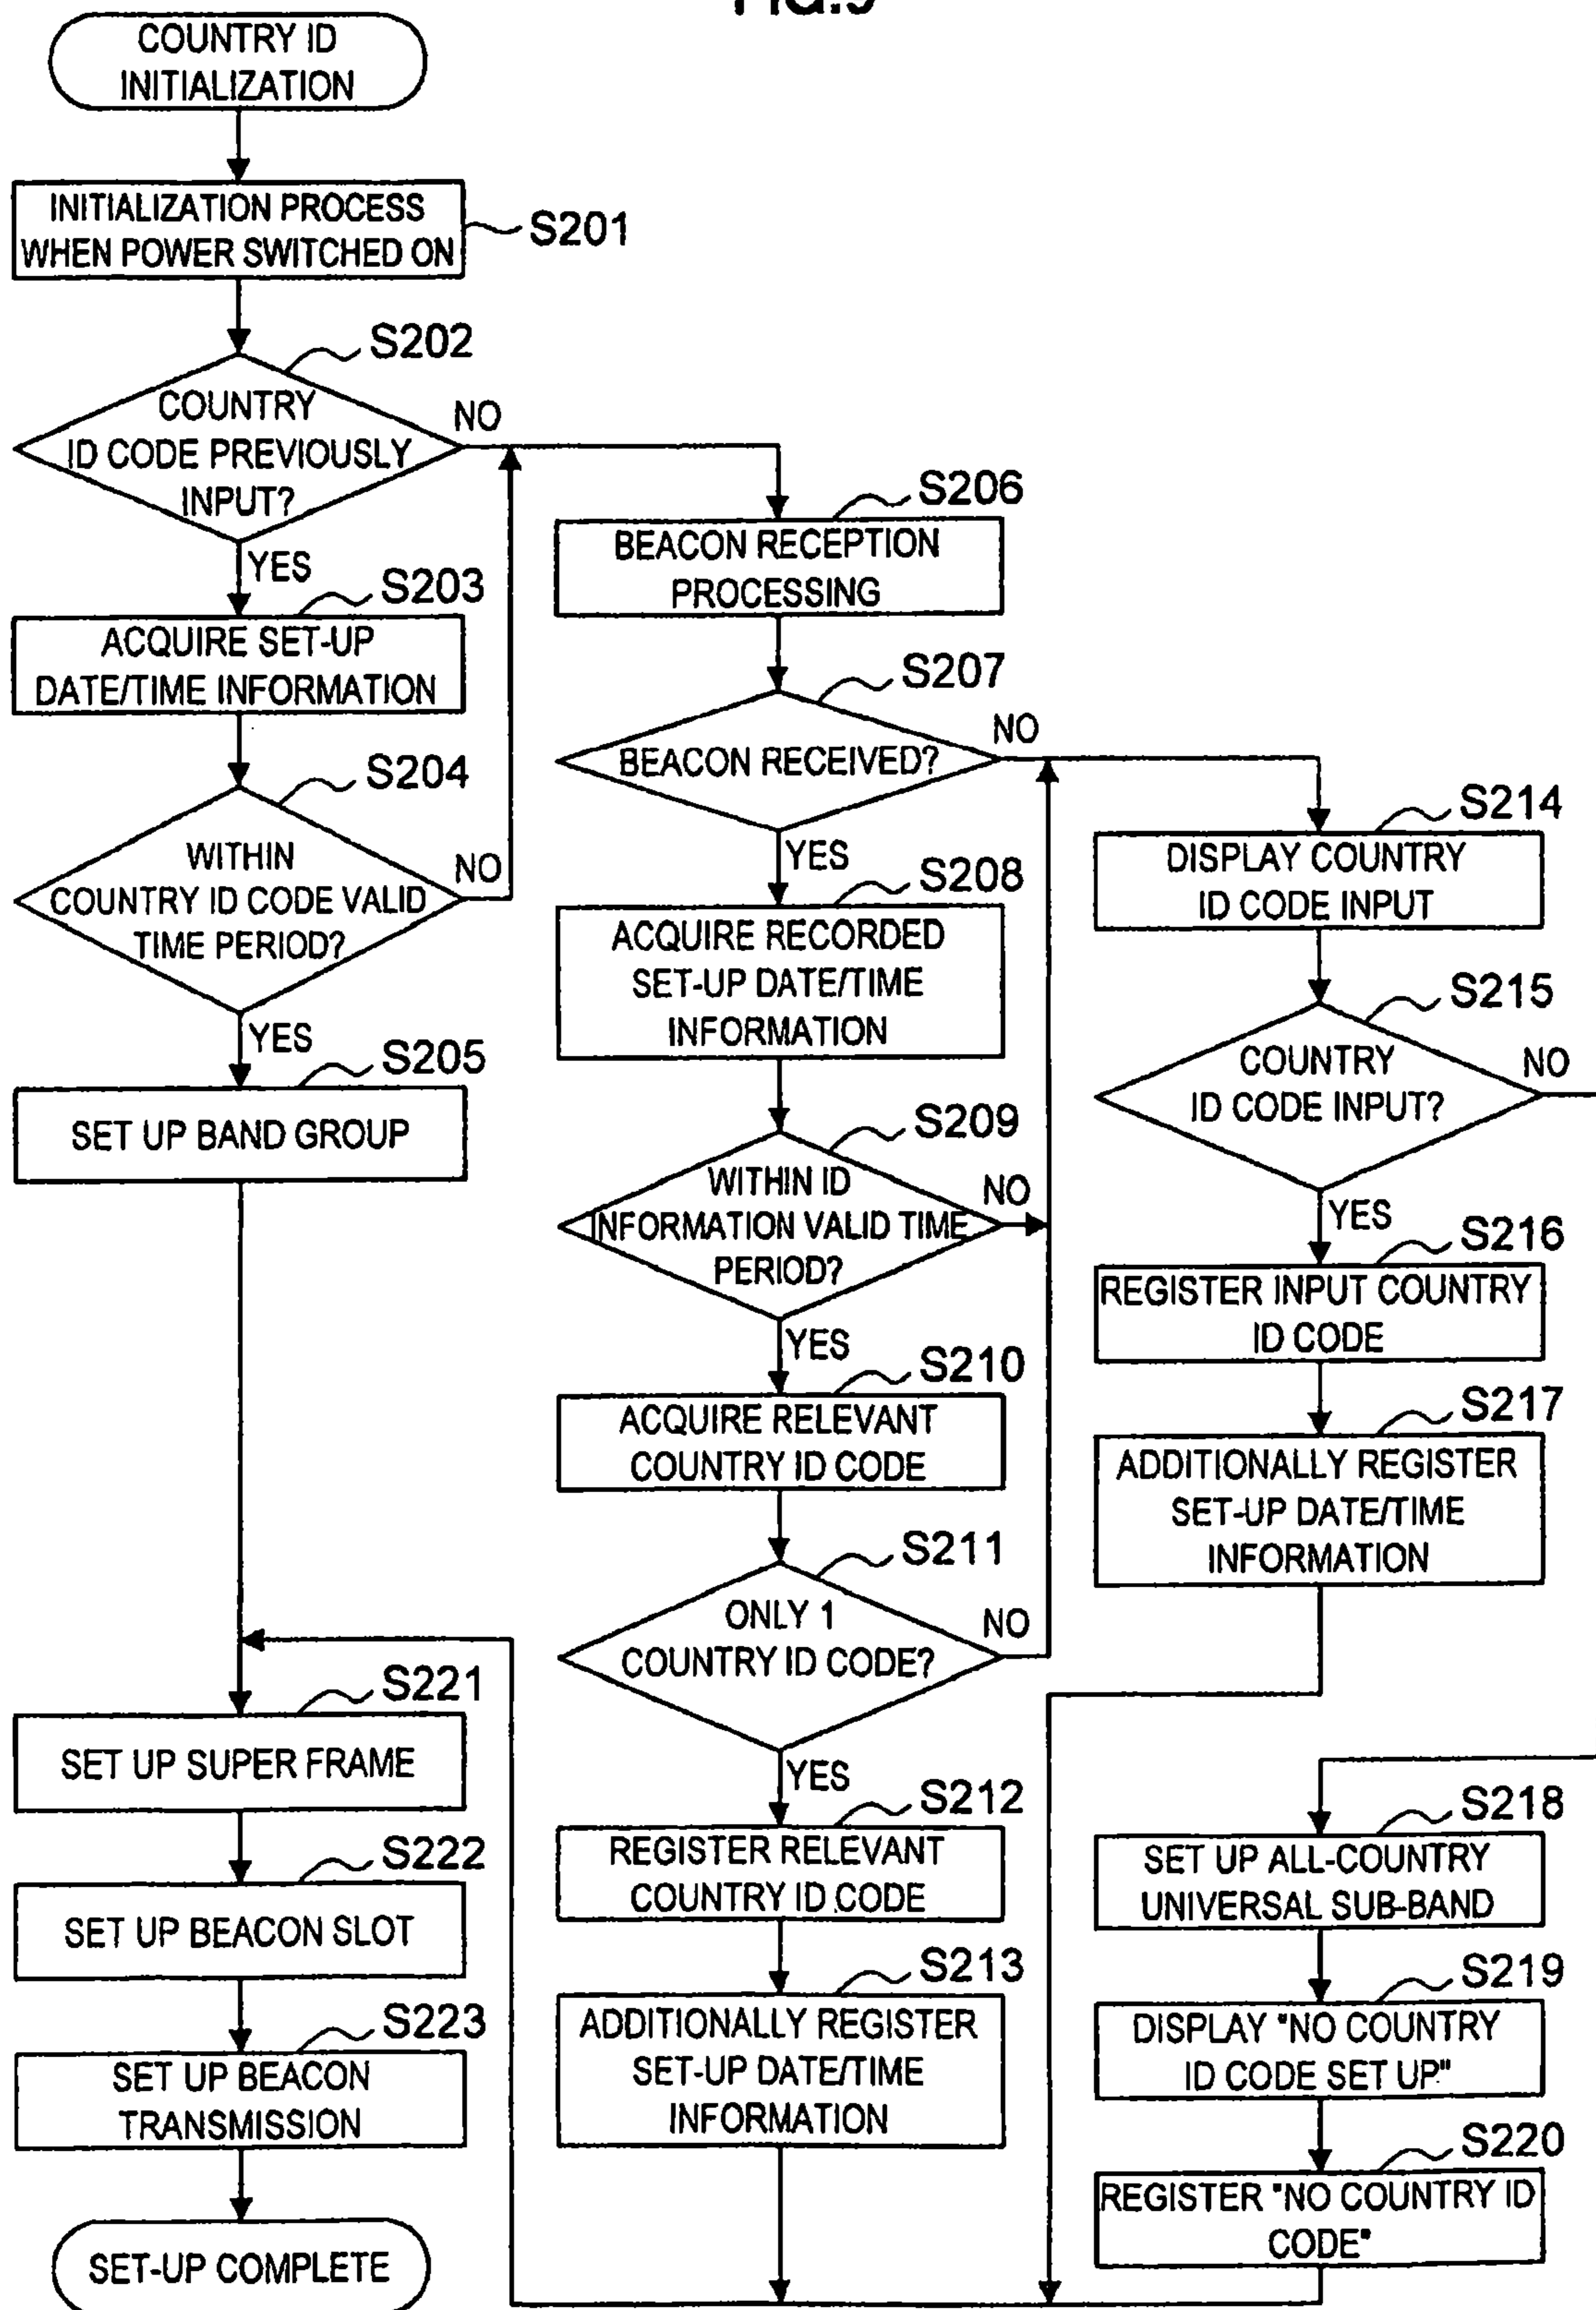 COUNTRY ID
INITIALIZATION
INITIALIZATION PROCESS
WHEN POWER SWITCHED ON
S201
S202
COUNTRY
ID CODE PREVIOUSLY
INPUT?
NO
YES
S203
ACQUIRE SET-UP
DATE/TIME INFORMATION
S204
WITHIN
COUNTRY ID CODE VALID
TIME PERIOD?
NO
YES
S205
SET UP BAND GROUP
S221
SET UP SUPER FRAME
S222
SET UP BEACON SLOT
S223
SET UP BEACON
TRANSMISSION
SET-UP COMPLETE
S206
BEACON RECEPTION
PROCESSING
S207
BEACON RECEIVED?
NO
YES
S208
ACQUIRE RECORDED
SET-UP DATE/TIME
INFORMATION
S209
WITHIN ID
INFORMATION VALID TIME
PERIOD?
NO
YES
S210
ACQUIRE RELEVANT
COUNTRY ID CODE
S211
ONLY 1
COUNTRY ID CODE?
NO
YES
S212
REGISTER RELEVANT
COUNTRY ID CODE
S213
ADDITIONALLY REGISTER
SET-UP DATE/TIME
INFORMATION
S214
DISPLAY COUNTRY
ID CODE INPUT
S215
COUNTRY
ID CODE INPUT?
NO
YES
S216
REGISTER INPUT COUNTRY
ID CODE
S217
ADDITIONALLY REGISTER
SET-UP DATE/TIME
INFORMATION
S218
SET UP ALL-COUNTRY
UNIVERSAL SUB-BAND
S219
DISPLAY "NO COUNTRY
ID CODE SET UP"
S220
REGISTER "NO COUNTRY ID
CODE"